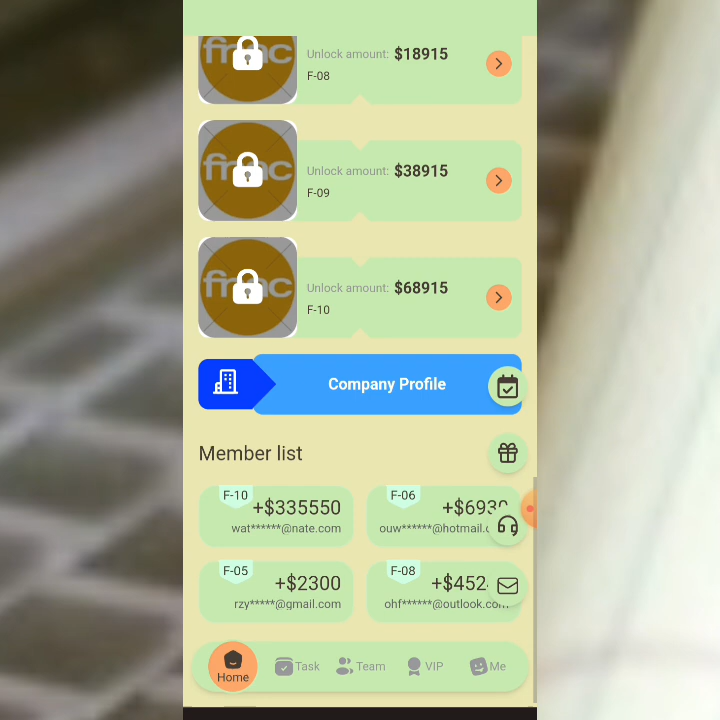 Unlock amount: $18915
F-08
Unlock amount: $38915
F-09
Unlock amount: $68915
F-10
Company Profile
Member list
F-10
+$335550
wat******@nate.com
F-06
ouw******@hotmail.c
F-05
+$2300
rzy*****@gmail.com
F-08
ohf******@outlook.com
Home
Task
Team
VIP
Me